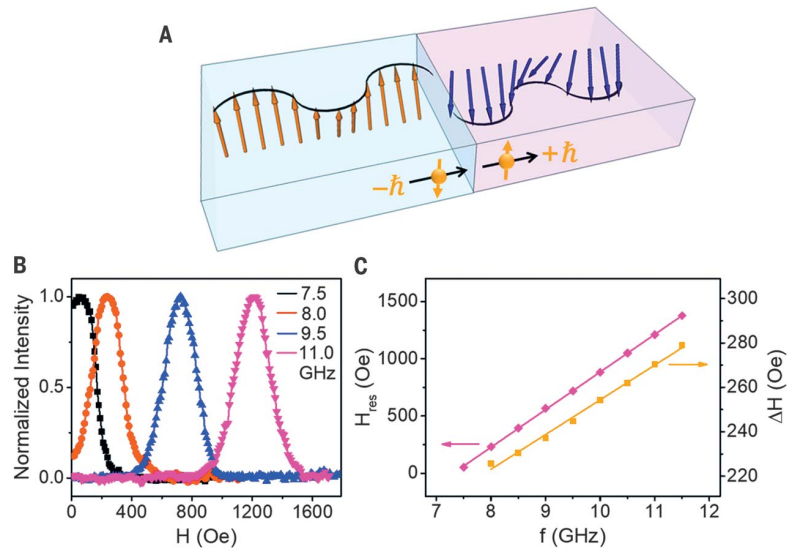 A
−ℏ
+ℏ
B
Normalized Intensity
1.0
0.5
0.0
7.5
8.0
9.5
11.0
GHz
0
400
800
1200
1600
H (Oe)
C
H_res (Oe)
1500
1000
500
0
300
280
260
240
220
ΔH (Oe)
7
8
9
10
11
12
f (GHz)